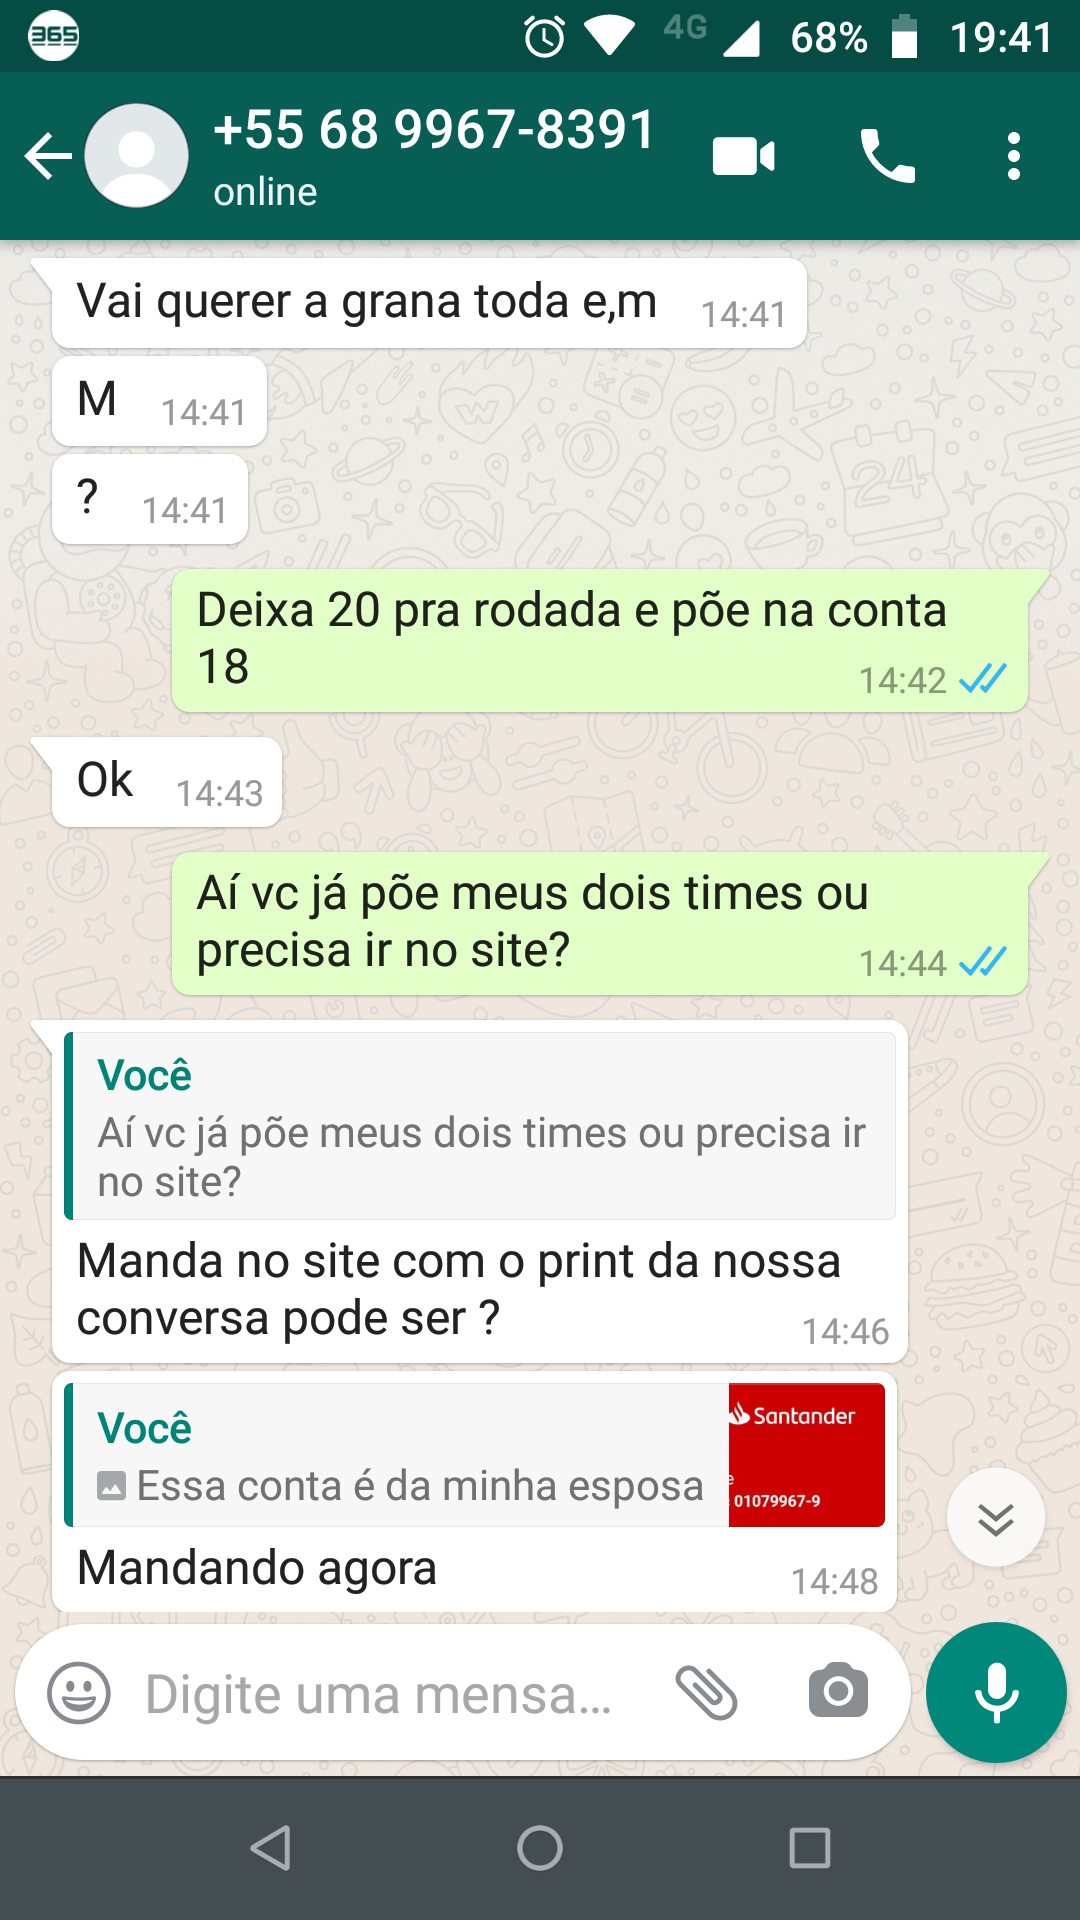 365
4G
68%
19:41
+55 68 9967-8391
online
Vai querer a grana toda e,m
14:41
M
14:41
?
14:41
Deixa 20 pra rodada e põe na conta
18
14:42
Ok
14:43
Aí vc já põe meus dois times ou
precisa ir no site?
14:44
Você
Aí vc já põe meus dois times ou precisa ir
no site?
Manda no site com o print da nossa
conversa pode ser ?
14:46
Você
Essa conta é da minha esposa
Santander
e
01079967-9
Mandando agora
14:48
Digite uma mensa...